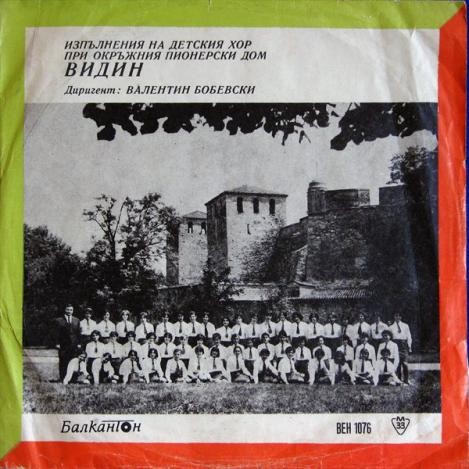 ИЗПЪЛНЕНИЯ НА ДЕТСКИЯ ХОР
ПРИ ОКРЪЖНИЯ ПИОНЕРСКИ ДОМ
ВИДИН
Диригент: ВАЛЕНТИН БОБЕВСКИ
Балкантон
ВЕН 1076
М
33